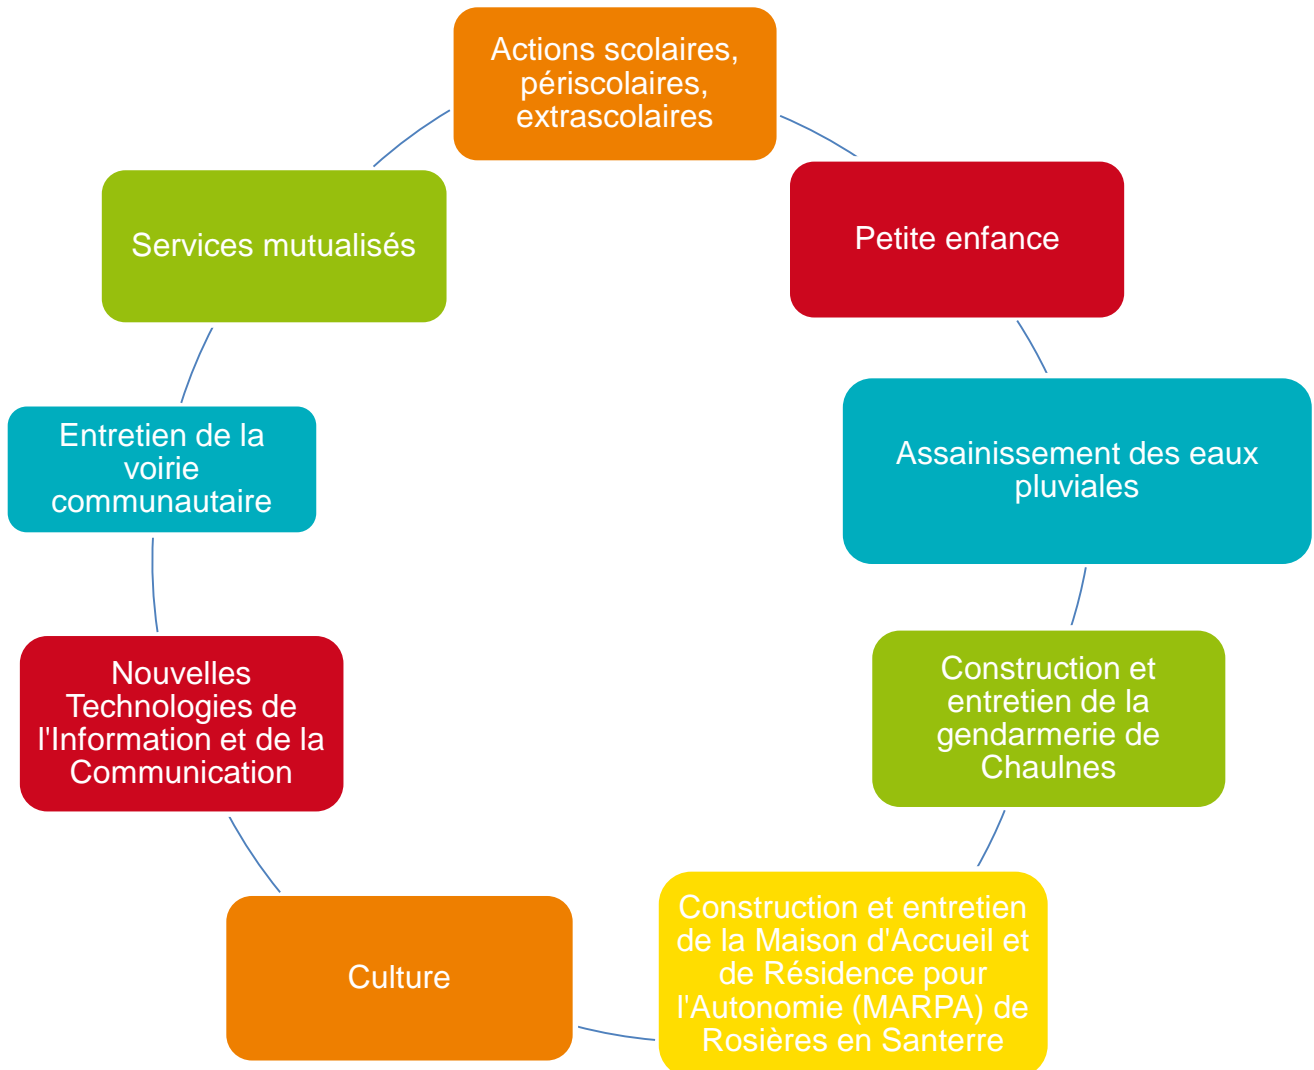 Actions scolaires,
périscolaires,
extrascolaires
Petite enfance
Assainissement des eaux
pluviales
Construction et
entretien de la
gendarmerie de
Chaulnes
Construction et entretien
de la Maison d'Accueil et
de Résidence pour
l'Autonomie (MARPA) de
Rosières en Santerre
Culture
Nouvelles
Technologies de
l'Information et de la
Communication
Entretien de la
voirie
communautaire
Services mutualisés